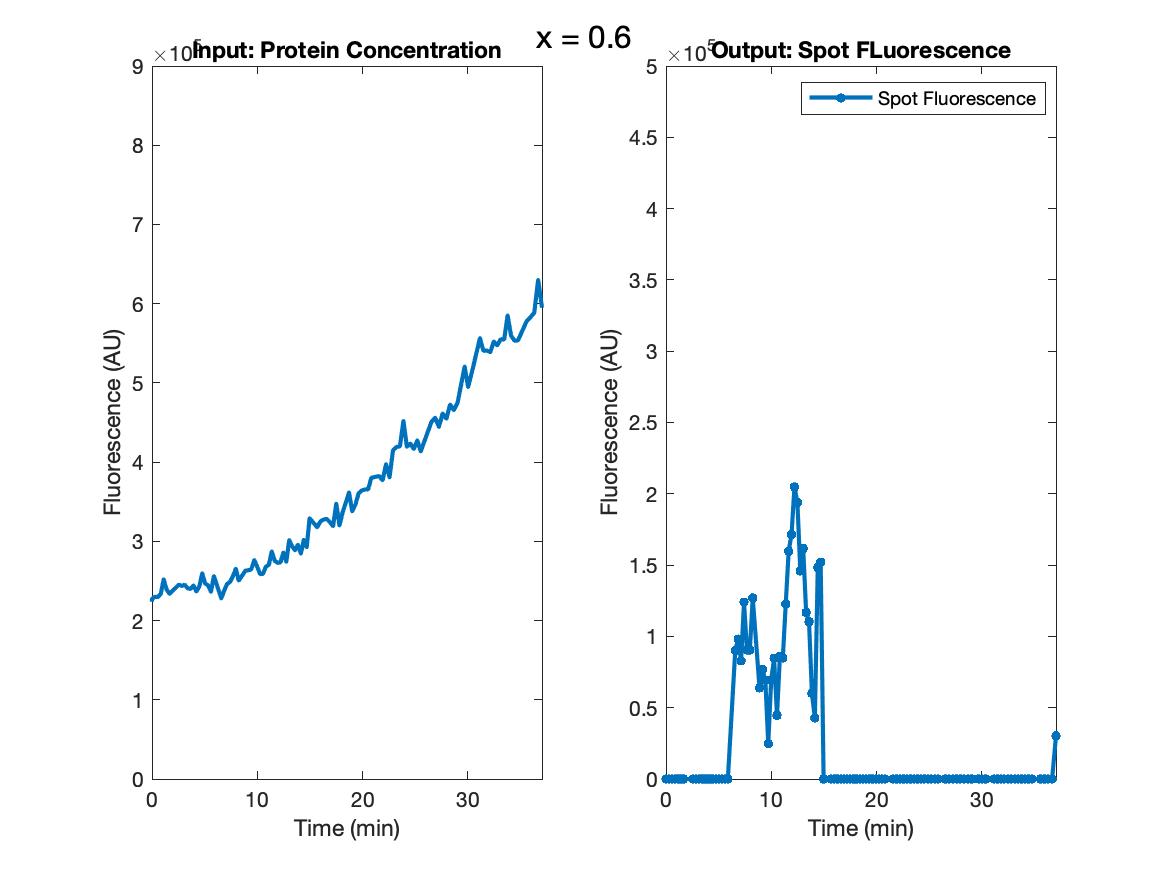 x = 0.6
×10⁵
Input: Protein Concentration
9
8
7
6
5
4
3
2
1
0
Fluorescence (AU)
0 10 20 30
Time (min)
×10⁵
Output: Spot FLuorescence
Spot Fluorescence
5
4.5
4
3.5
3
2.5
2
1.5
1
0.5
0
Fluorescence (AU)
0 10 20 30
Time (min)